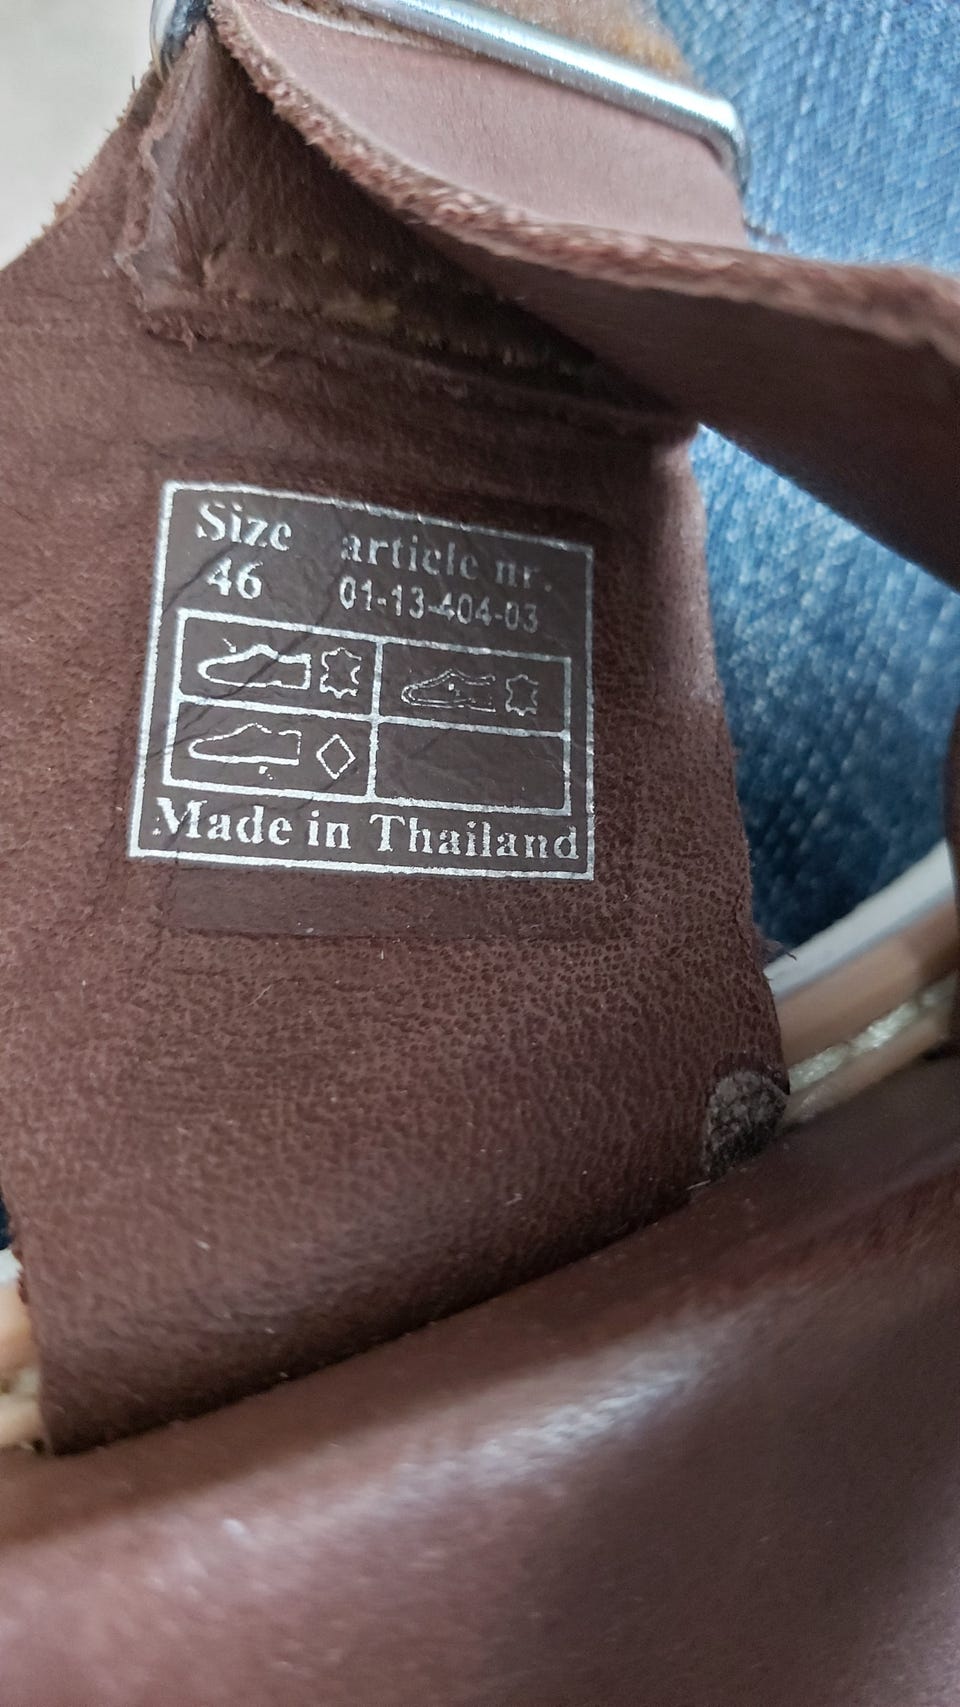 Size article nr.
46 01-13-404-03
Made in Thailand